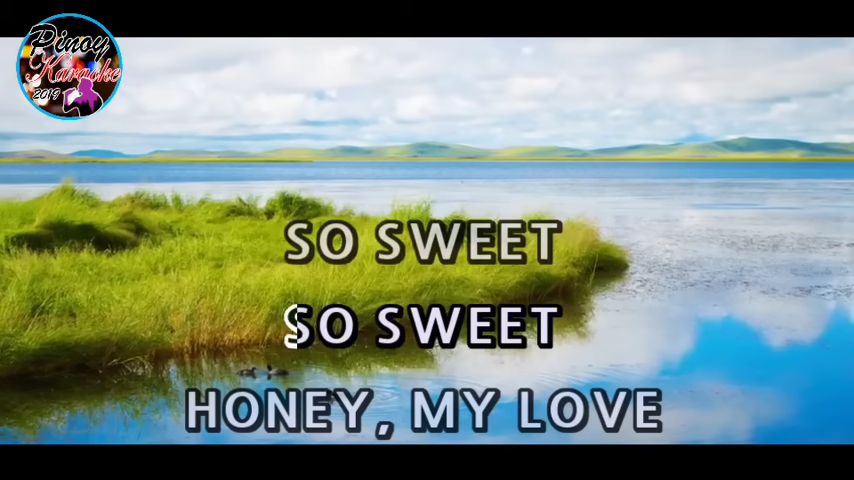 Pinoy
Karaoke
2019
SO SWEET
SO SWEET
HONEY, MY LOVE